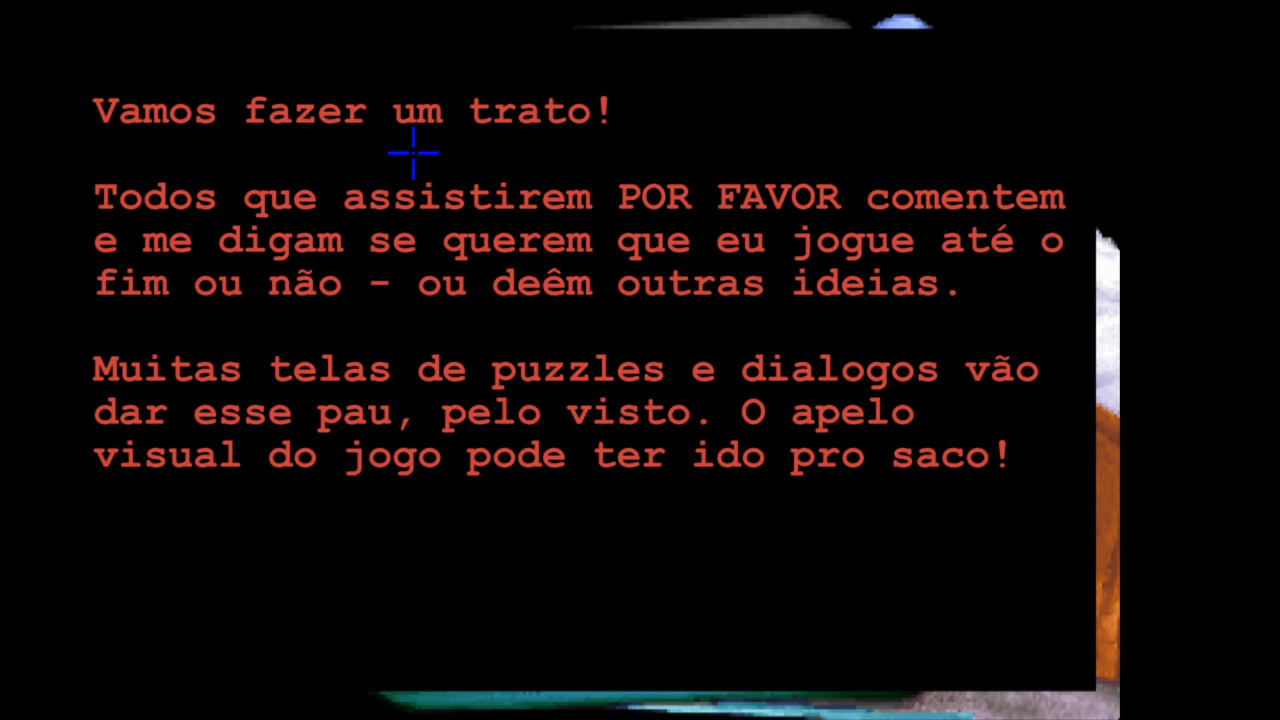 Vamos fazer um trato!
Todos que assistirem POR FAVOR comentem
e me digam se querem que eu jogue até o
fim ou não - ou deêm outras ideias.
Muitas telas de puzzles e dialogos vão
dar esse pau, pelo visto. O apelo
visual do jogo pode ter ido pro saco!